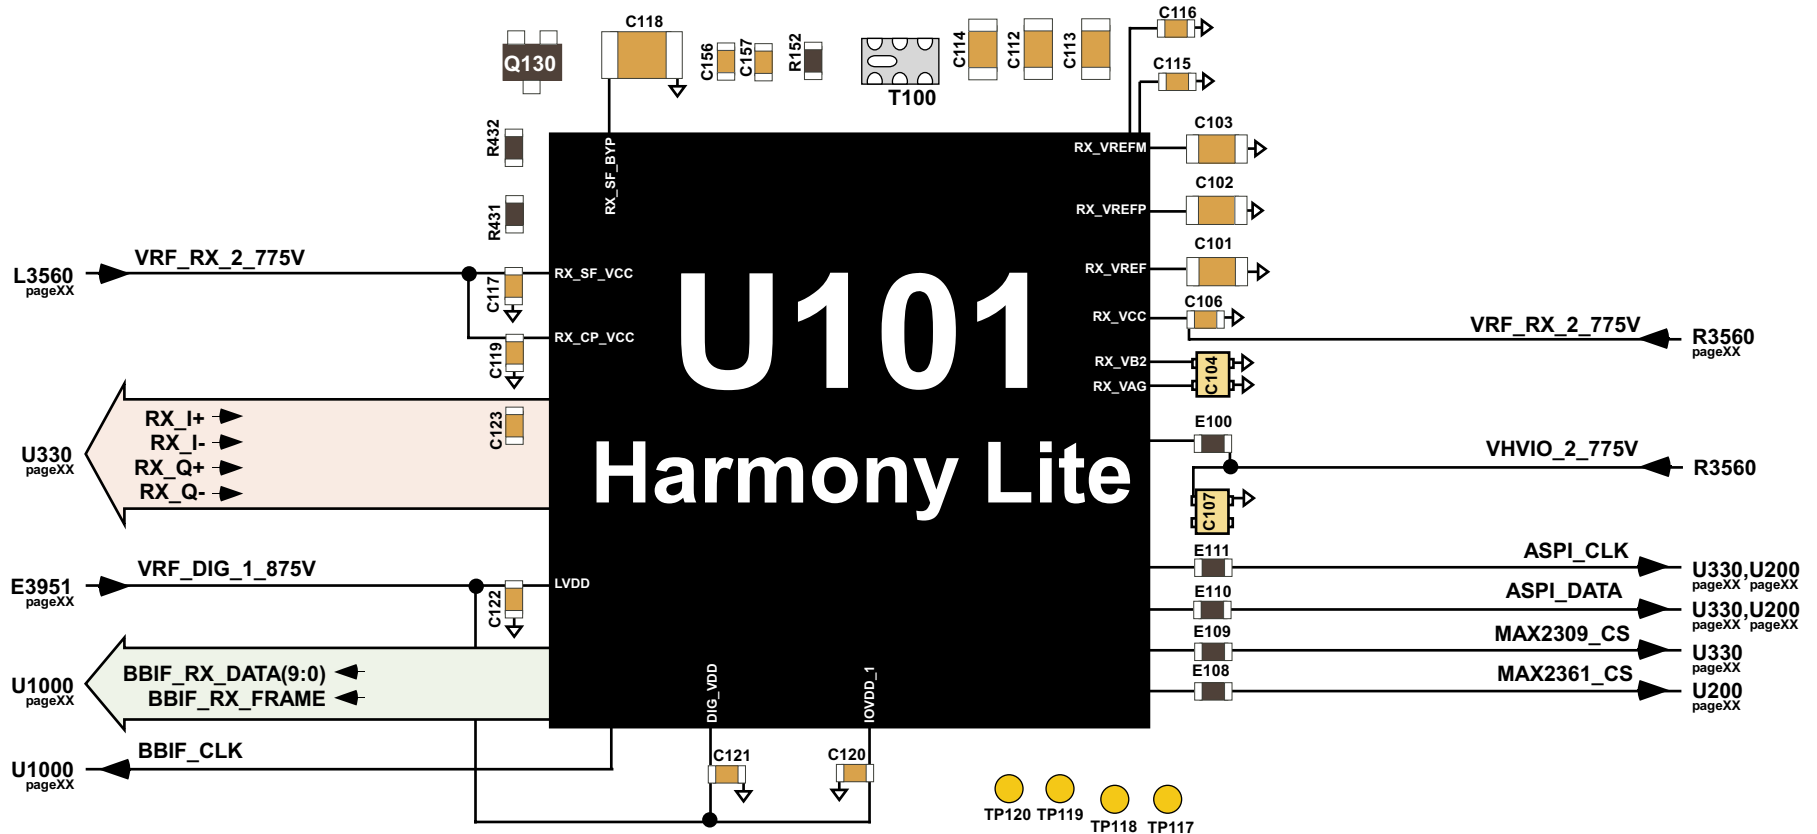 C116
C118
Q130
C156
C157
R152
T100
C114
C112
C113
C115
R432
R431
C103
C102
C101
C106
RX_SF_BYP
RX_VREFM
RX_VREFP
RX_VREF
RX_VCC
RX_VB2
RX_VAG
L3560
pageXX
VRF_RX_2_775V
RX_SF_VCC
C117
RX_CP_VCC
C119
U101
Harmony Lite
VRF_RX_2_775V
R3560
pageXX
C104
E100
VHVIO_2_775V
R3560
C107
U330
pageXX
RX_I+
RX_I-
RX_Q+
RX_Q-
C123
E3951
pageXX
VRF_DIG_1_875V
LVDD
C122
E111
ASPI_CLK
U330,U200
pageXX pageXX
E110
ASPI_DATA
U330,U200
pageXX pageXX
E109
MAX2309_CS
U330
pageXX
E108
MAX2361_CS
U200
pageXX
U1000
pageXX
BBIF_RX_DATA(9:0)
BBIF_RX_FRAME
DIG_VDD
IOVDD_1
U1000
pageXX
BBIF_CLK
C121
C120
TP120
TP119
TP118
TP117